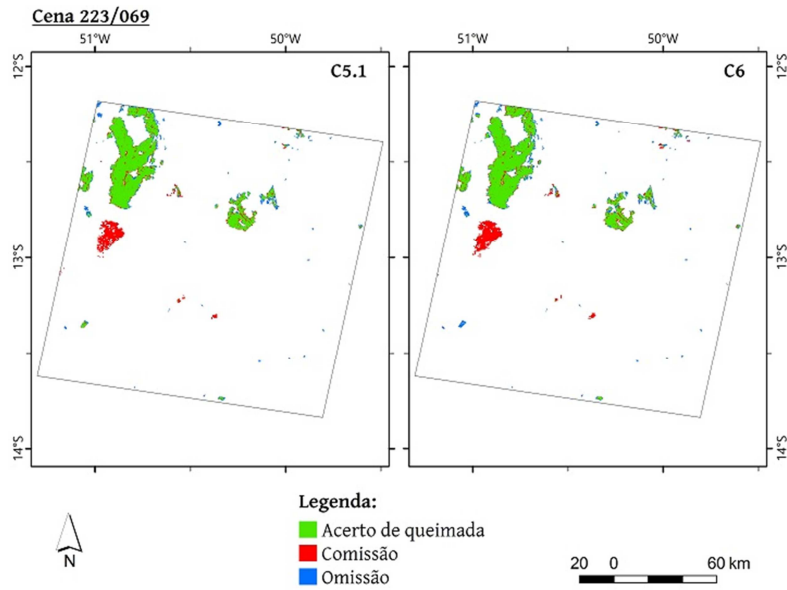 Cena 223/069
51°W 50°W 51°W 50°W
12°S C5.1 C6 12°S
13°S 13°S
14°S 14°S
Legenda:
Acerto de queimada
Comissão
Omissão
N
20 0 60 km